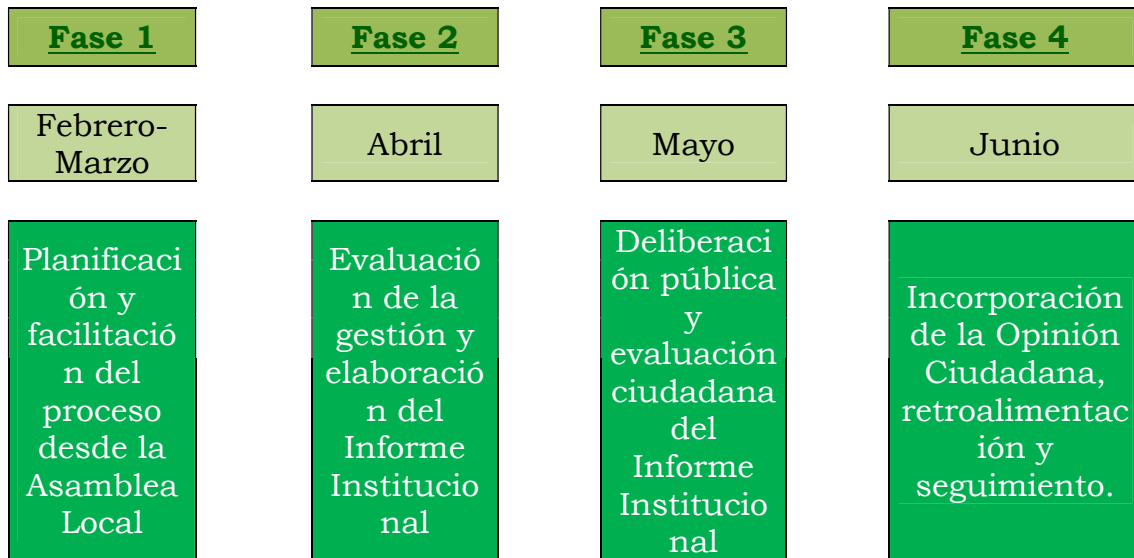 Fase 1
Fase 2
Fase 3
Fase 4
Febrero-
Marzo
Abril
Mayo
Junio
Planificaci
ón y
facilitació
n del
proceso
desde la
Asamblea
Local
Evaluació
n de la
gestión y
elaboració
n del
Informe
Institucio
nal
Deliberaci
ón pública
y
evaluación
ciudadana
del
Informe
Institucio
nal
Incorporación
de la Opinión
Ciudadana,
retroalimentac
ión y
seguimiento.